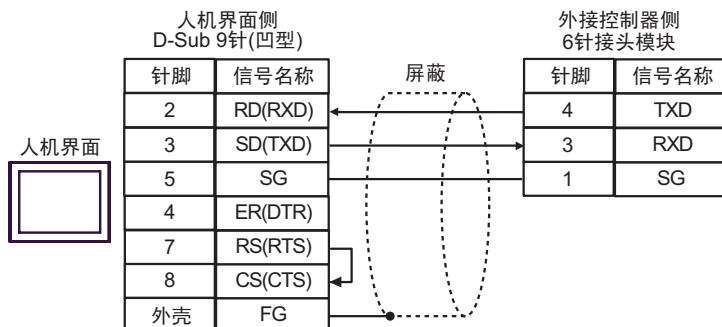 人机界面侧
D-Sub 9针(凹型)
外接控制器侧
6针接头模块
针脚 信号名称 屏蔽 针脚 信号名称
2 RD(RXD) 4 TXD
人机界面 3 SD(TXD) 3 RXD
5 SG 1 SG
4 ER(DTR)
7 RS(RTS)
8 CS(CTS)
外壳 FG